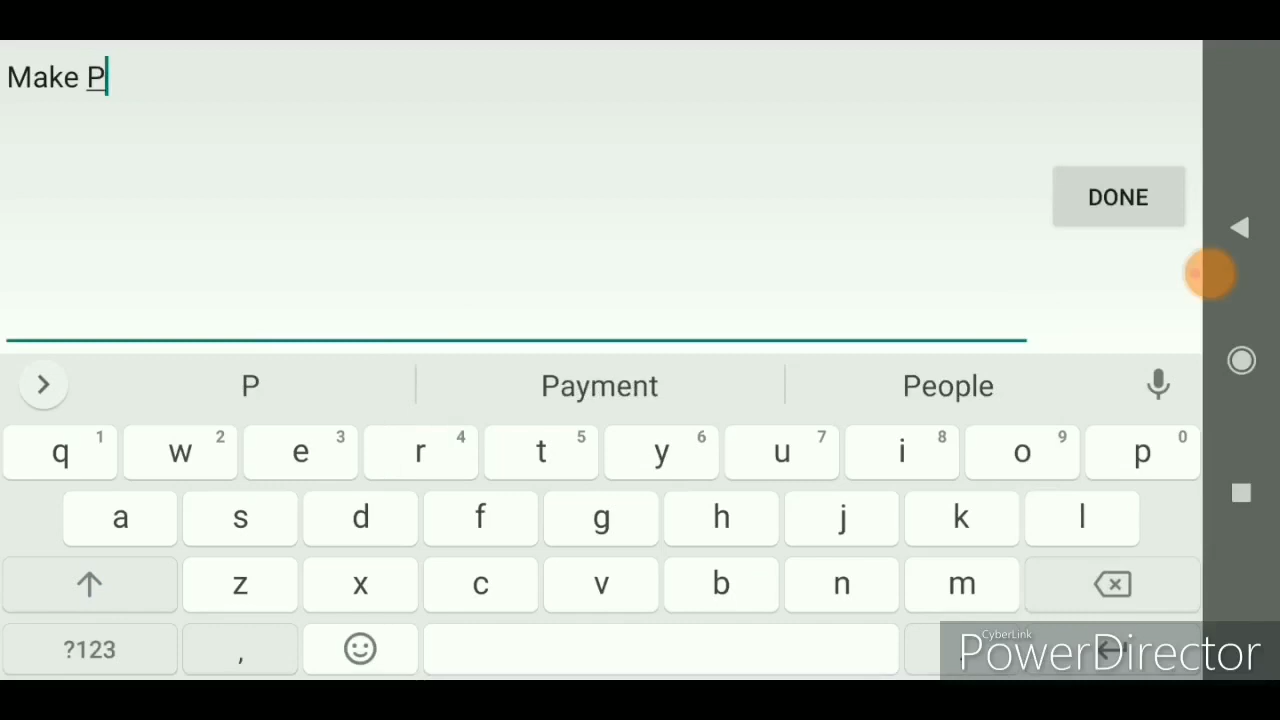 Make P
DONE
P Payment People
q 1 w 2 e 3 r 4 t 5 y 6 u 7 i 8 o 9 p 0
a s d f g h j k l
z x c v b n m
?123 ,
CyberLink
PowerDirector